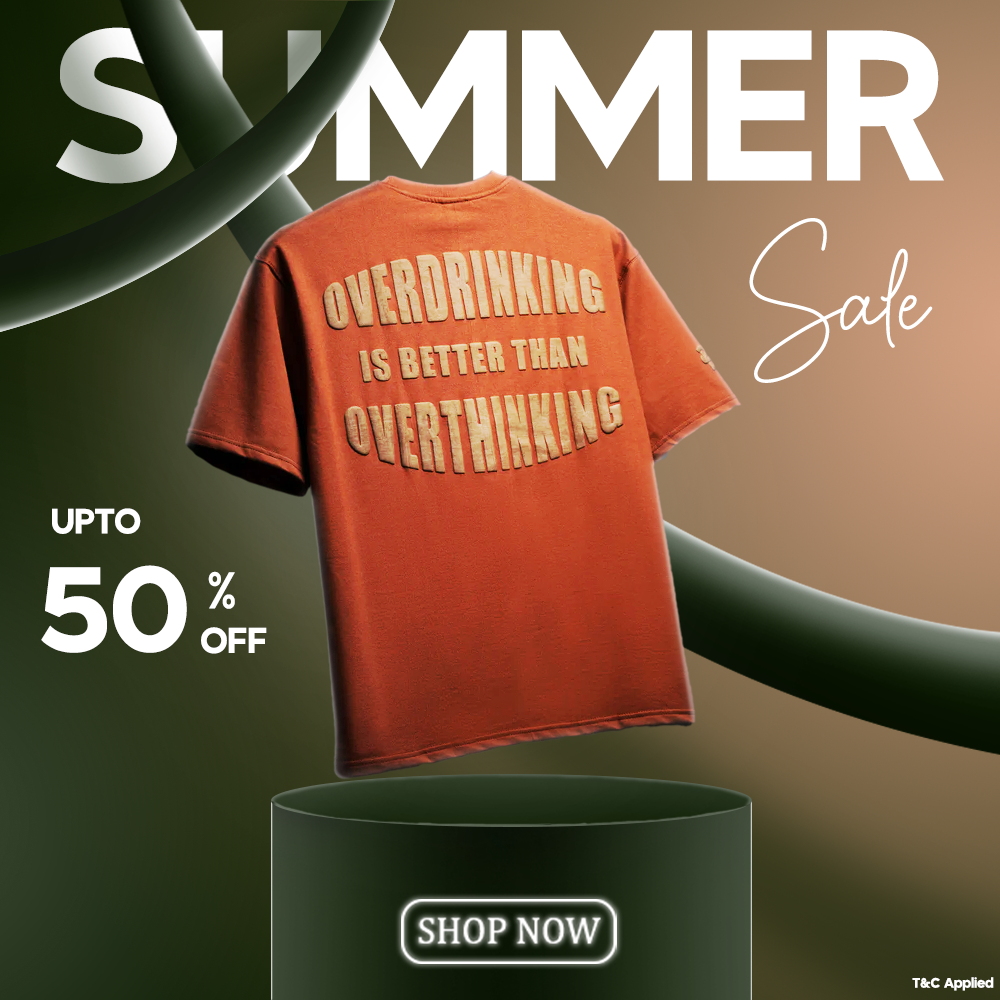 SUMMER
Sale
OVERDRINKING
IS BETTER THAN
OVERTHINKING
UPTO
50 %
OFF
SHOP NOW
T&C Applied